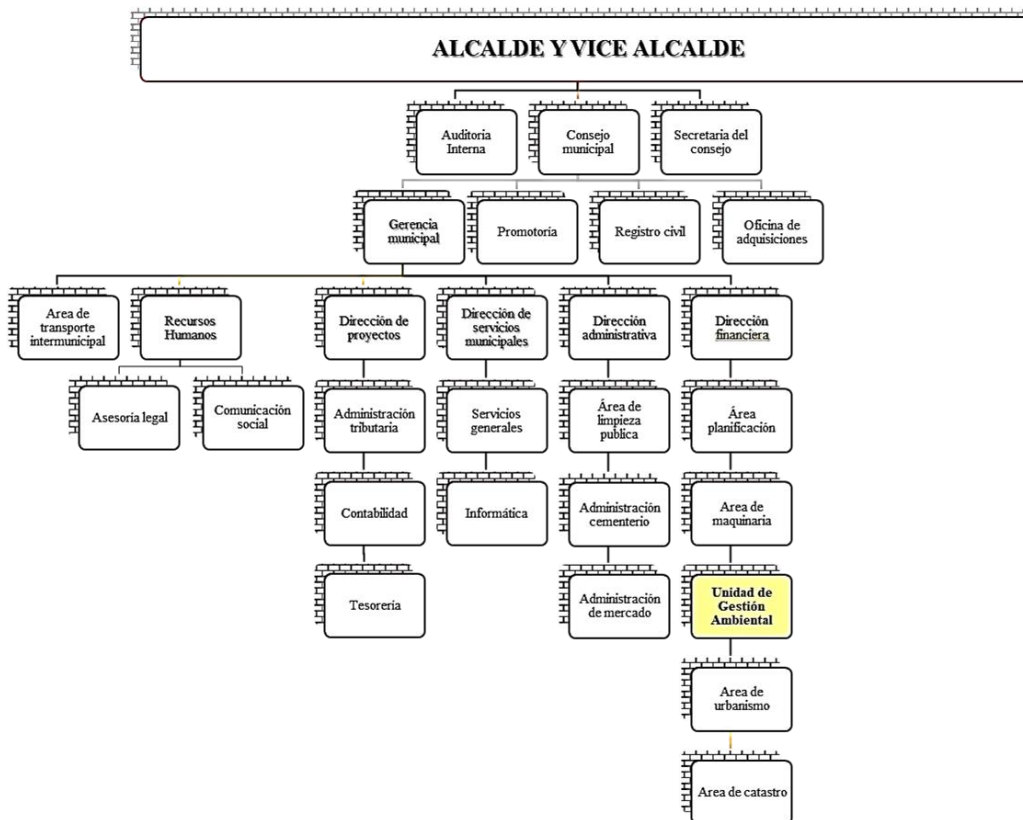 ALCALDE Y VICE ALCALDE
Auditoria
Interna
Consejo
municipal
Secretaria del
consejo
Gerencia
municipal
Promotoría
Registro civil
Oficina de
adquisiciones
Area de
transporte
intermunicipal
Recursos
Humanos
Dirección de
proyectos
Dirección de
servicios
municipales
Dirección
administrativa
Dirección
financiera
Asesoria legal
Comunicación
social
Administración
tributaria
Servicios
generales
Área de
limpieza
publica
Área
planificación
Contabilidad
Informática
Administración
cementerio
Area de
maquinaria
Tesorería
Administración
de mercado
Unidad de
Gestión
Ambiental
Area de
urbanismo
Area de catastro